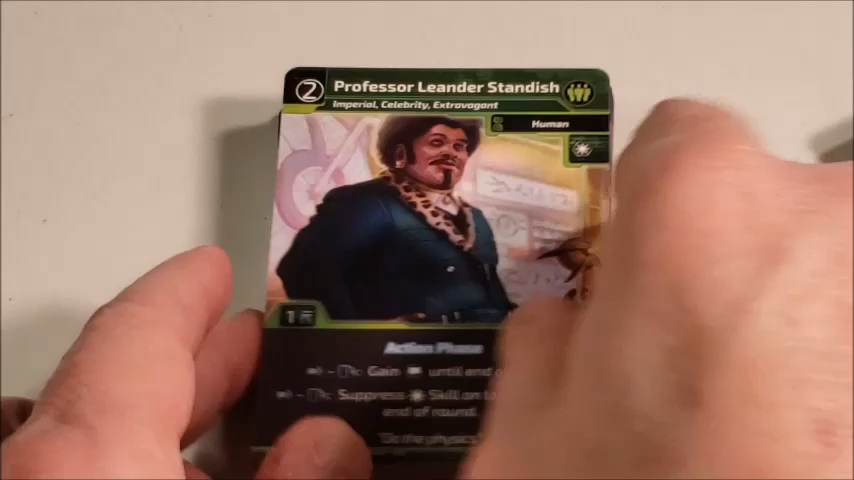 2 Professor Leander Standish
Imperial, Celebrity, Extravagant
Human
1
Action Phase
Gain until end
Suppress Skill on
end of round.
"Do the physics